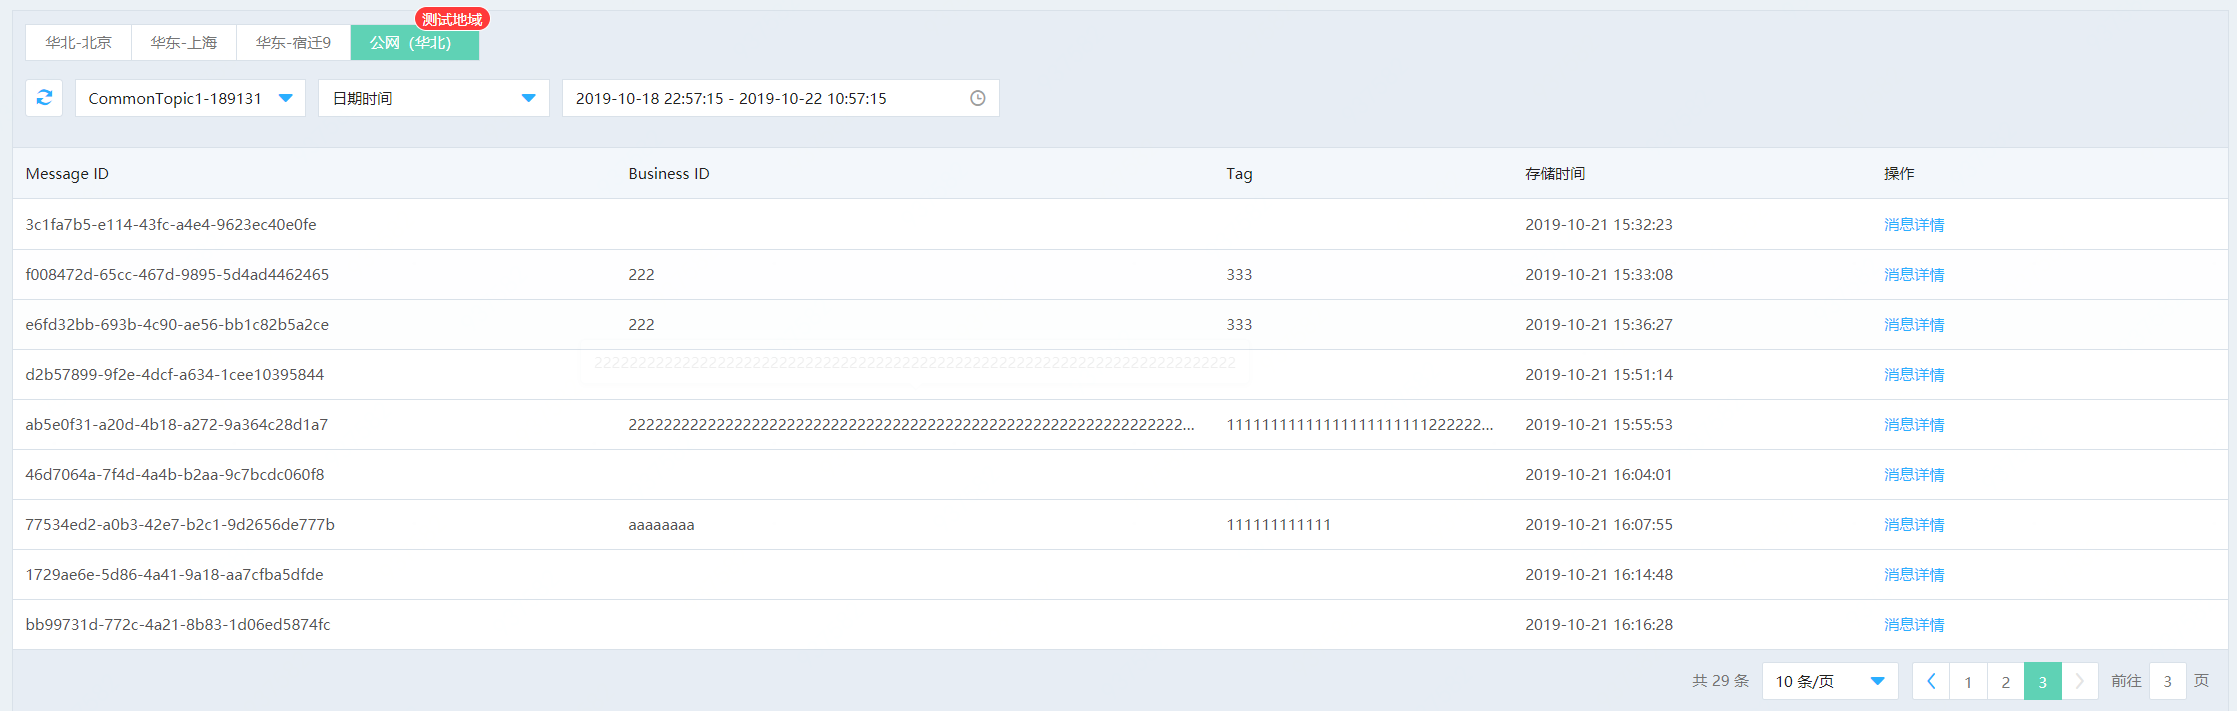 测试地域
华北-北京 华东-上海 华东-宿迁9 公网（华北）
CommonTopic1-189131 日期时间 2019-10-18 22:57:15 - 2019-10-22 10:57:15
Message ID Business ID Tag 存储时间 操作
3c1fa7b5-e114-43fc-a4e4-9623ec40e0fe 2019-10-21 15:32:23 消息详情
f008472d-65cc-467d-9895-5d4ad4462465 222 333 2019-10-21 15:33:08 消息详情
e6fd32bb-693b-4c90-ae56-bb1c82b5a2ce 222 333 2019-10-21 15:36:27 消息详情
d2b57899-9f2e-4dcf-a634-1cee10395844 2019-10-21 15:51:14 消息详情
ab5e0f31-a20d-4b18-a272-9a364c28d1a7 2019-10-21 15:55:53 消息详情
46d7064a-7f4d-4a4b-b2aa-9c7bcdc060f8 2019-10-21 16:04:01 消息详情
77534ed2-a0b3-42e7-b2c1-9d2656de777b aaaaaaaa 111111111111 2019-10-21 16:07:55 消息详情
1729ae6e-5d86-4a41-9a18-aa7cfba5dfde 2019-10-21 16:14:48 消息详情
bb99731d-772c-4a21-8b83-1d06ed5874fc 2019-10-21 16:16:28 消息详情
共 29 条 10 条/页 1 2 3 前往 3 页